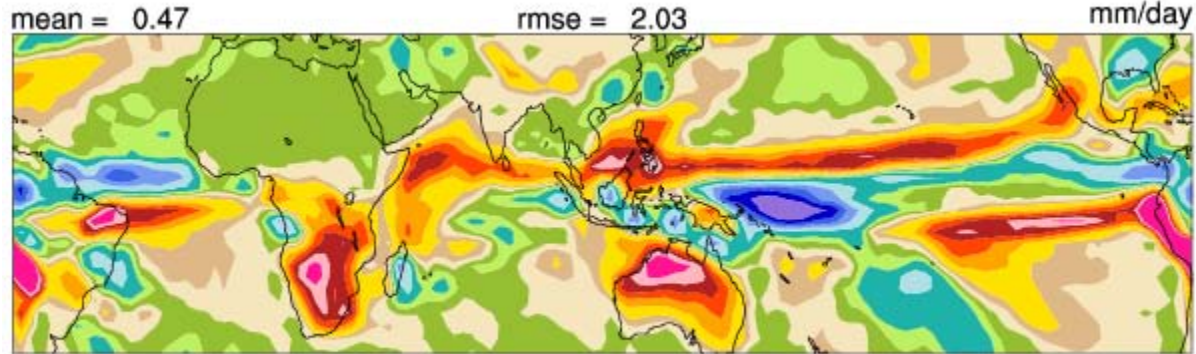 mean = 0.47 rmse = 2.03 mm/day